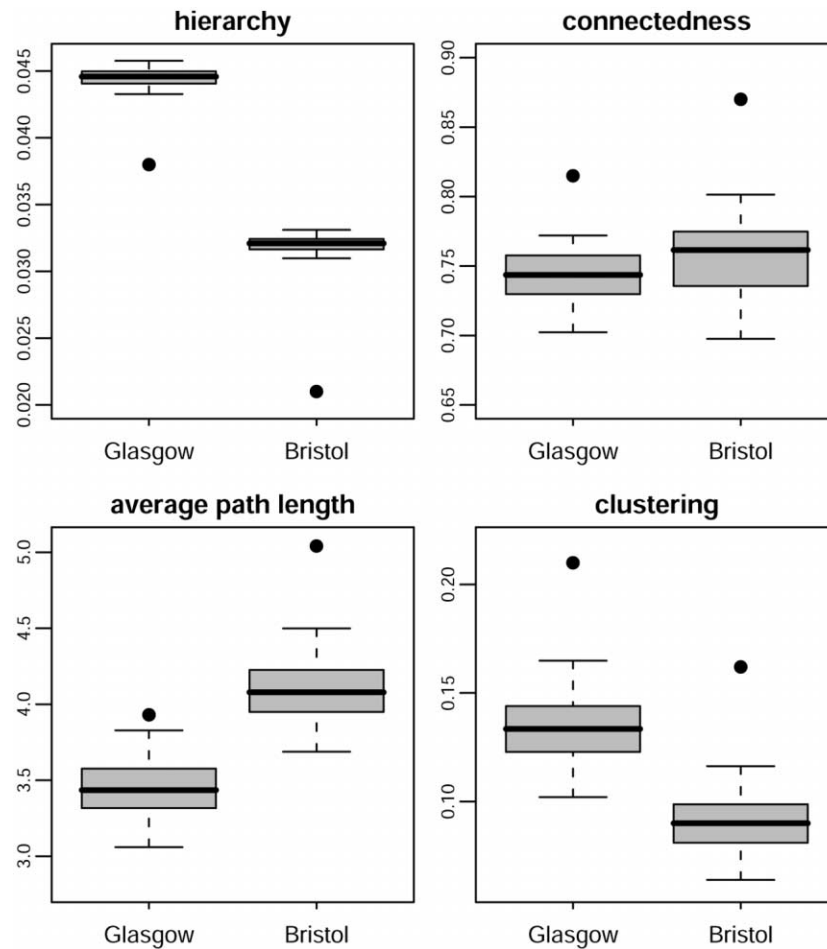 hierarchy
0.045
0.040
0.035
0.030
0.025
0.020
Glasgow Bristol
connectedness
0.90
0.85
0.80
0.75
0.70
0.65
Glasgow Bristol
average path length
5.0
4.5
4.0
3.5
3.0
Glasgow Bristol
clustering
0.20
0.15
0.10
Glasgow Bristol